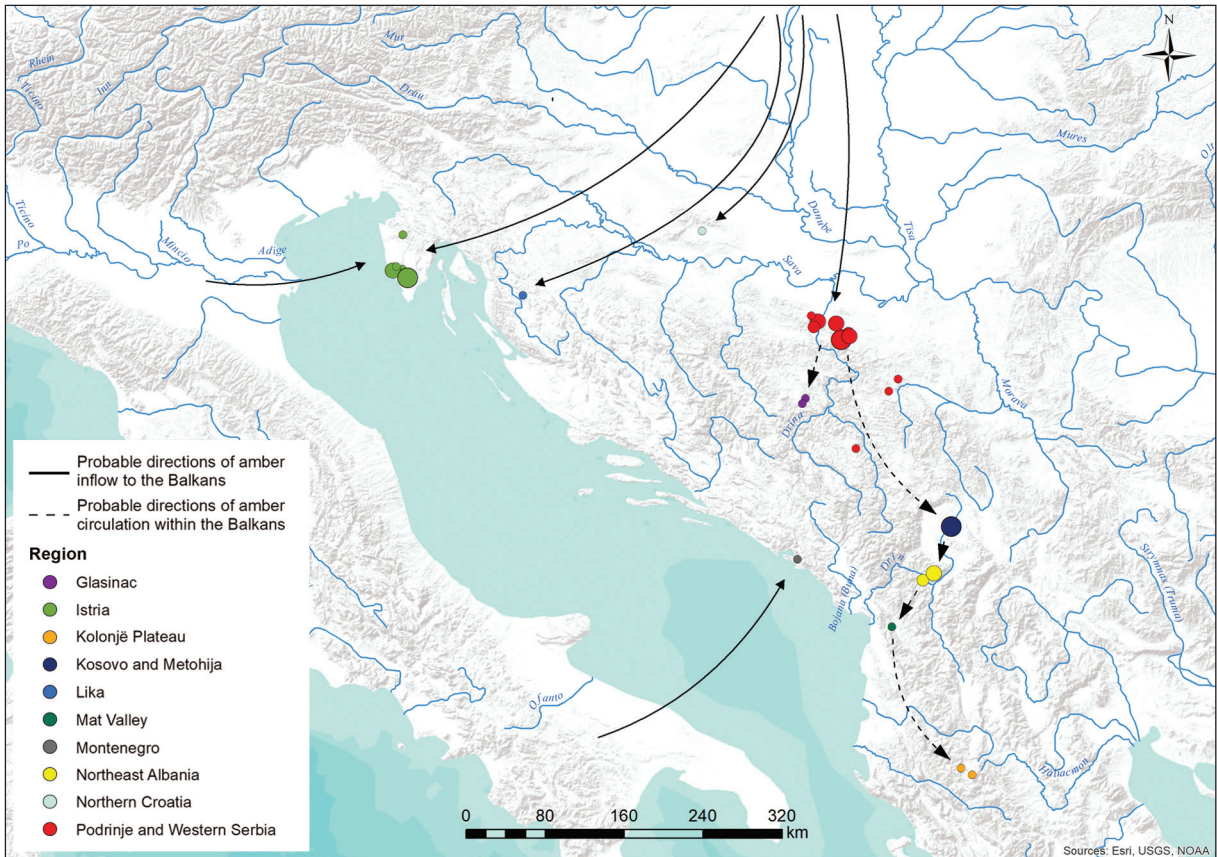 N
Rhein
Mur
Inn
Ticino
Drau
Mures
Olt
Ticino
Danube
Tisa
Po
Mincio
Adige
Sava
Morava
Drina
Probable directions of amber
inflow to the Balkans
Probable directions of amber
circulation within the Balkans
Region
Glasinac
Istria
Kolonjë Plateau
Kosovo and Metohija
Lika
Mat Valley
Montenegro
Northeast Albania
Northern Croatia
Podrinje and Western Serbia
Drin
Bojana (Buna)
Strymnas (Truma)
Ofanto
Haliacmon
0 80 160 240 320
km
Sources: Esri, USGS, NOAA